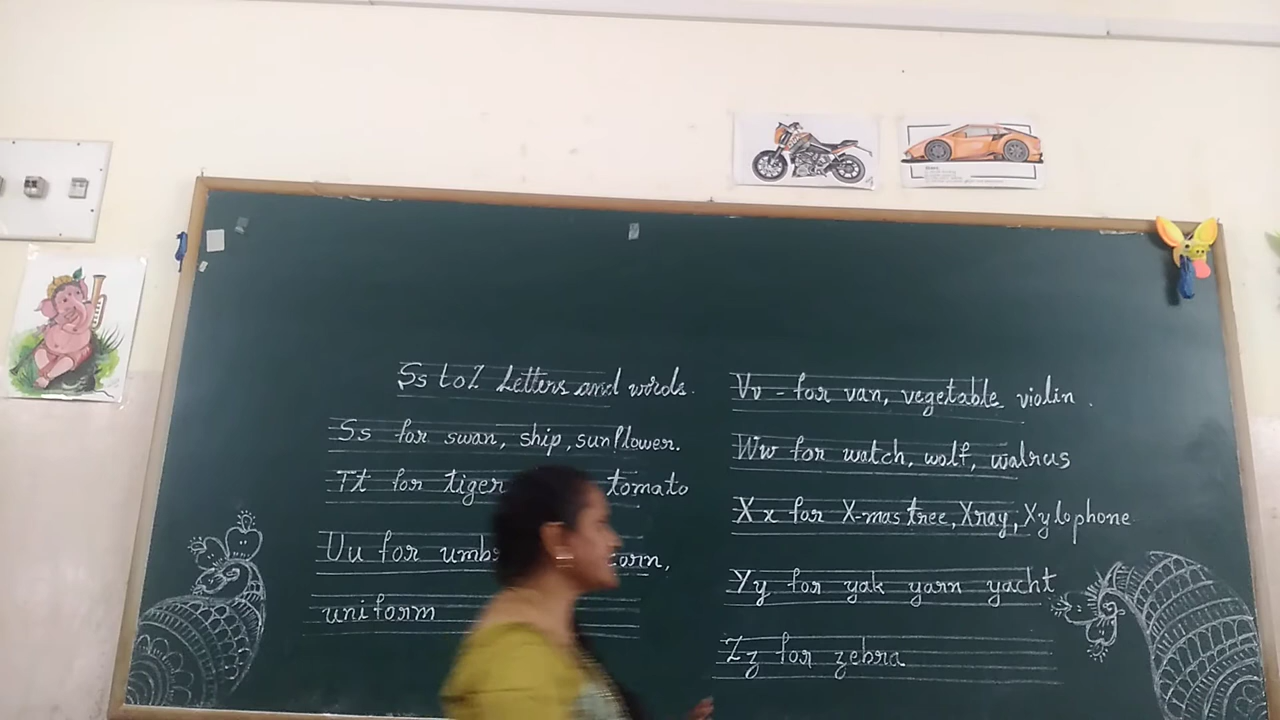 Ss to Z Letters and words.
Ss for swan, ship, sunflower.
Tt for tiger tomato
Uu for umb corn,
uniform
Vv - for van, vegetable violin.
Ww for watch, wolf, walrus
Xx for X-mas tree, Xray, Xylophone
Yy for yak yarn yacht
Zz for zebra